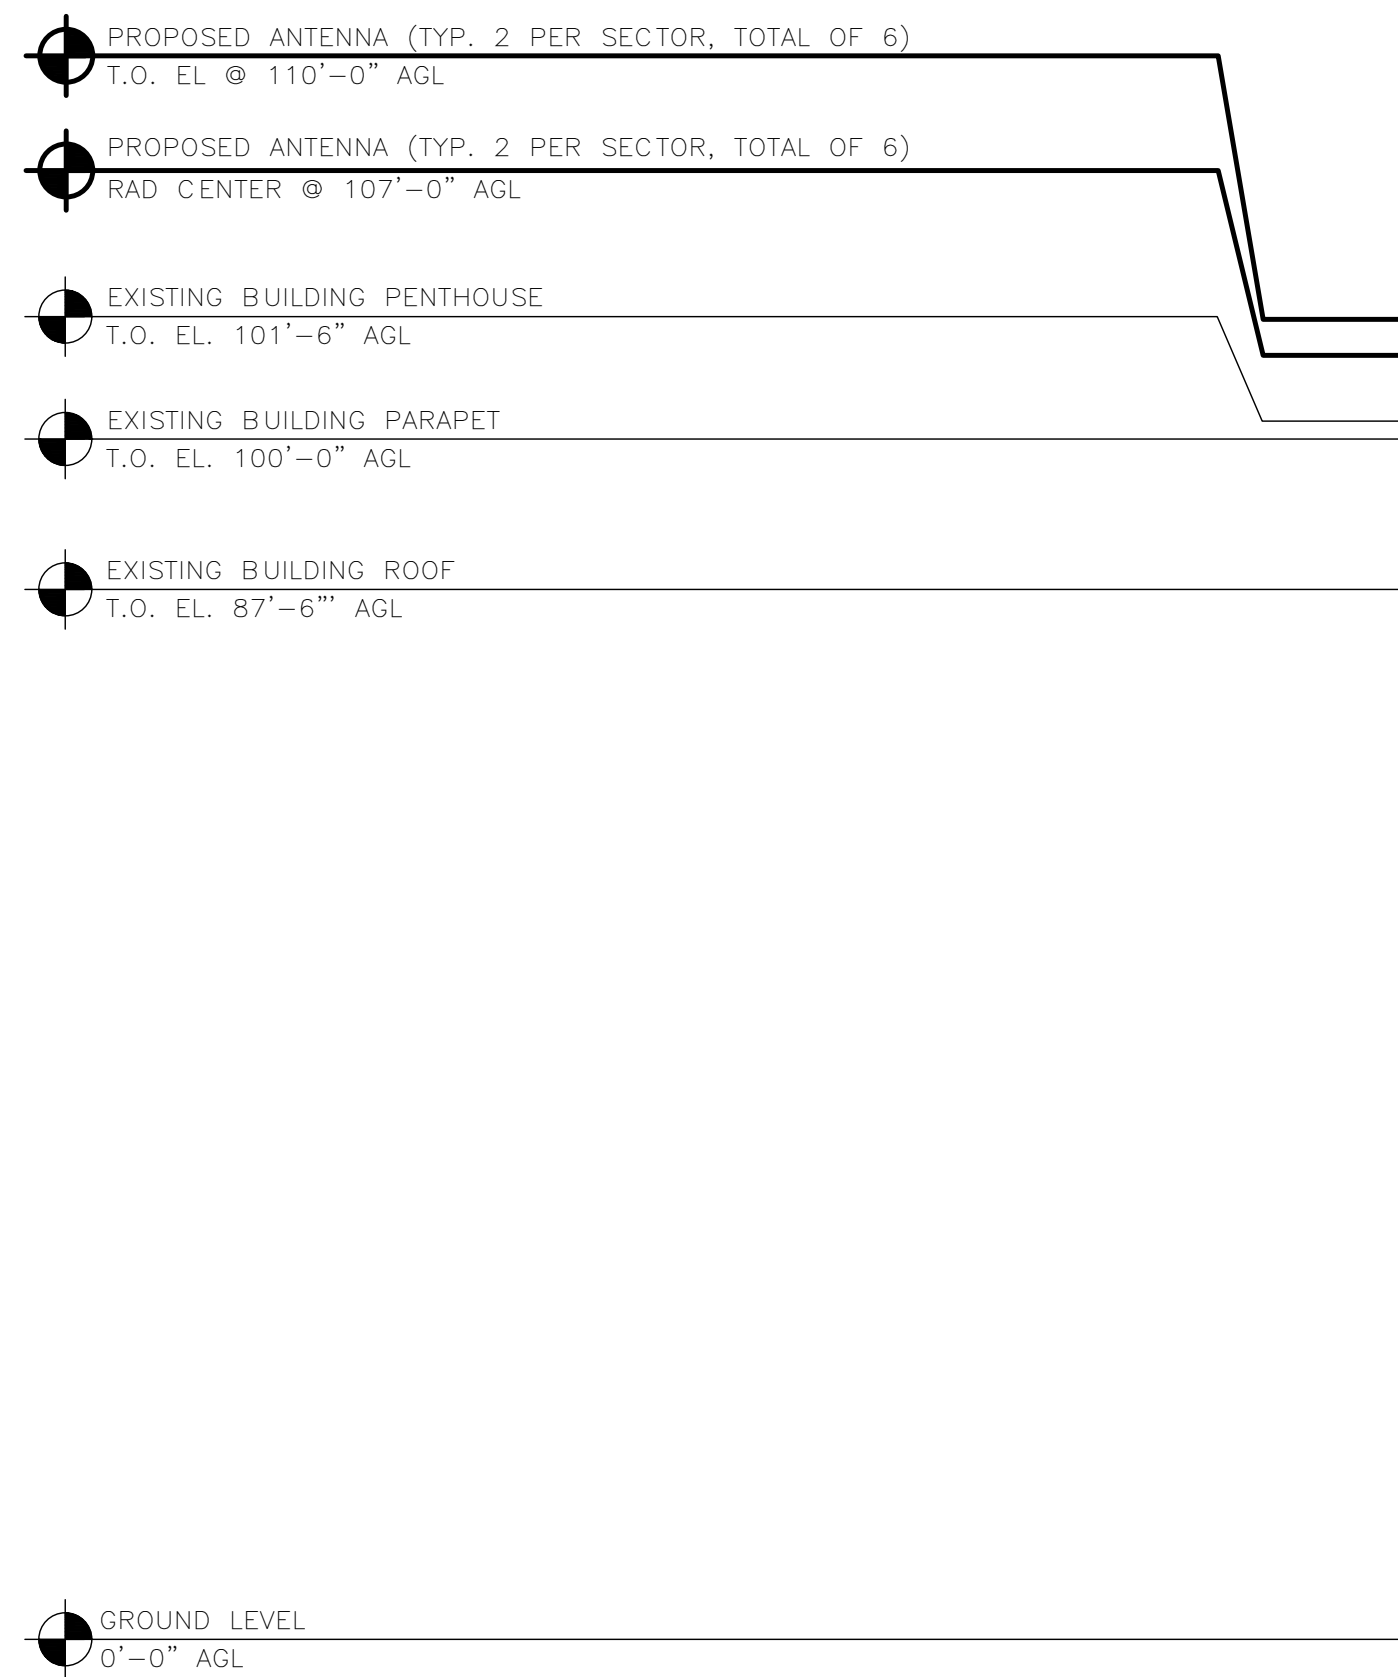 PROPOSED ANTENNA (TYP. 2 PER SECTOR, TOTAL OF 6)
T.O. EL @ 110'-0" AGL
PROPOSED ANTENNA (TYP. 2 PER SECTOR, TOTAL OF 6)
RAD CENTER @ 107'-0" AGL
EXISTING BUILDING PENTHOUSE
T.O. EL. 101'-6" AGL
EXISTING BUILDING PARAPET
T.O. EL. 100'-0" AGL
EXISTING BUILDING ROOF
T.O. EL. 87'-6"' AGL
GROUND LEVEL
0'-0" AGL